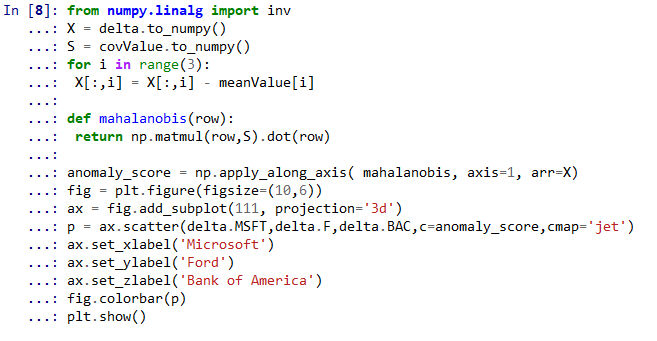 In [8]: from numpy.linalg import inv
   ...: X = delta.to_numpy()
   ...: S = covValue.to_numpy()
   ...: for i in range(3):
   ...:  X[:,i] = X[:,i] - meanValue[i]
   ...:
   ...: def mahalanobis(row):
   ...:  return np.matmul(row,S).dot(row)
   ...:
   ...: anomaly_score = np.apply_along_axis( mahalanobis, axis=1, arr=X)
   ...: fig = plt.figure(figsize=(10,6))
   ...: ax = fig.add_subplot(111, projection='3d')
   ...: p = ax.scatter(delta.MSFT,delta.F,delta.BAC,c=anomaly_score,cmap='jet')
   ...: ax.set_xlabel('Microsoft')
   ...: ax.set_ylabel('Ford')
   ...: ax.set_zlabel('Bank of America')
   ...: fig.colorbar(p)
   ...: plt.show()